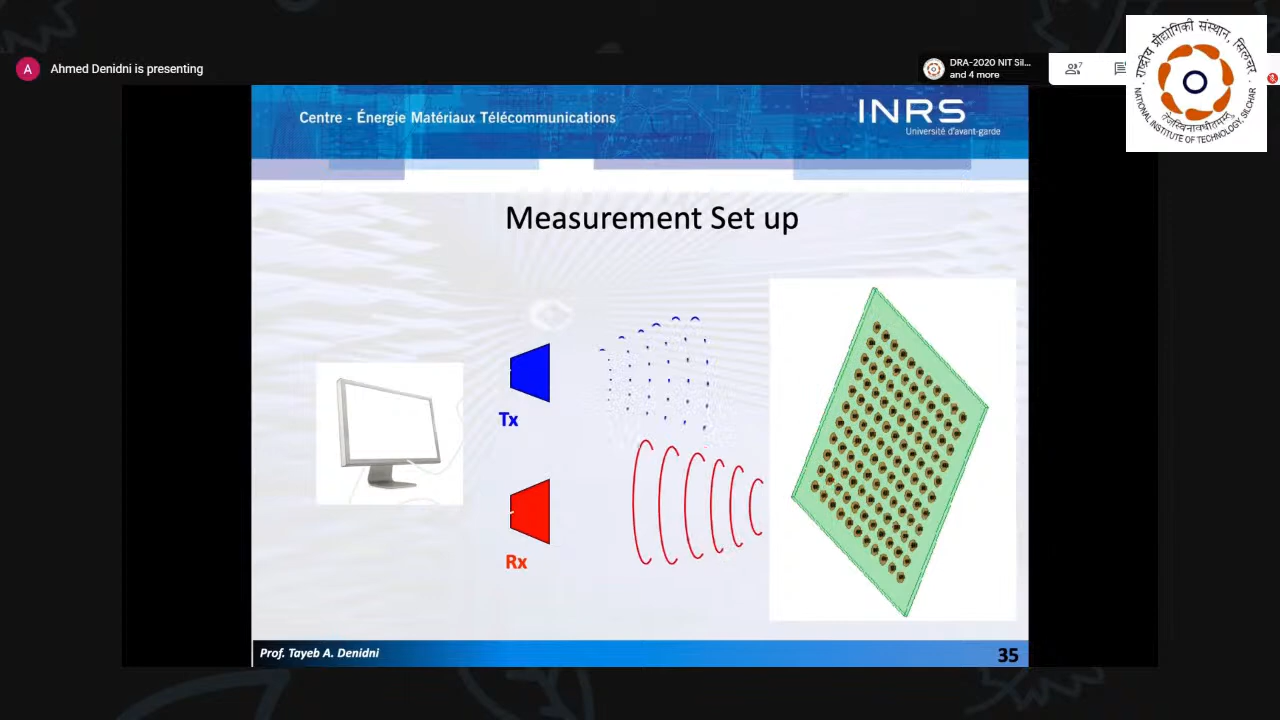 A
Ahmed Denidni is presenting
DRA-2020 NIT Sil...
and 4 more
7
राष्ट्रीय प्रौद्योगिकी संस्थान, सिलचर
NATIONAL INSTITUTE OF TECHNOLOGY, SILCHAR
Centre - Énergie Matériaux Télécommunications
INRS
Université d'avant-garde
Measurement Set up
Tx
Rx
Prof. Tayeb A. Denidni
35